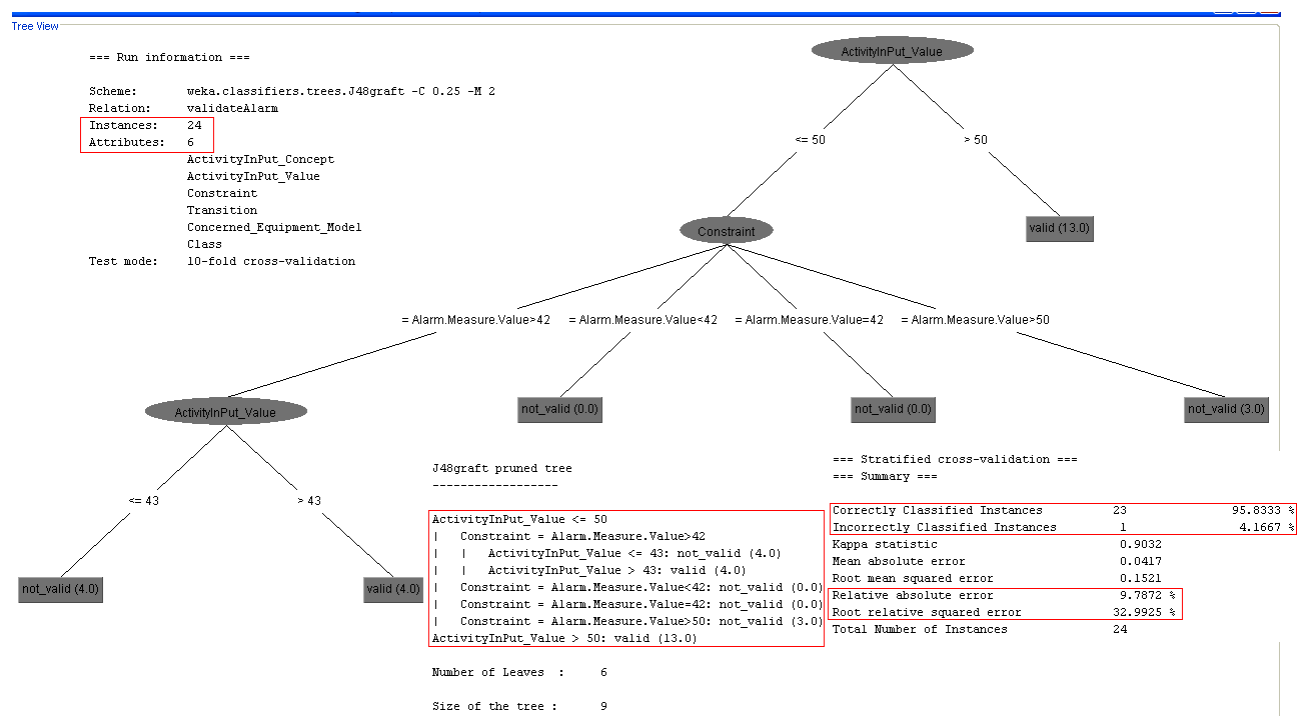 Tree View
=== Run information ===
Scheme: weka.classifiers.trees.J48graft -C 0.25 -M 2
Relation: validateAlarm
Instances: 24
Attributes: 6
ActivityInPut_Concept
ActivityInPut_Value
Constraint
Transition
Concerned_Equipment_Model
Class
Test mode: 10-fold cross-validation
ActivityInPut_Value
<= 50
> 50
Constraint
valid (13.0)
= Alarm.Measure.Value>42
= Alarm.Measure.Value<42
= Alarm.Measure.Value=42
= Alarm.Measure.Value>50
ActivityInPut_Value
not_valid (0.0)
not_valid (0.0)
not_valid (3.0)
<= 43
> 43
not_valid (4.0)
valid (4.0)
J48graft pruned tree
------------------
ActivityInPut_Value <= 50
| Constraint = Alarm.Measure.Value>42
| | ActivityInPut_Value <= 43: not_valid (4.0)
| | ActivityInPut_Value > 43: valid (4.0)
| Constraint = Alarm.Measure.Value<42: not_valid (0.0)
| Constraint = Alarm.Measure.Value=42: not_valid (0.0)
| Constraint = Alarm.Measure.Value>50: not_valid (3.0)
ActivityInPut_Value > 50: valid (13.0)
Number of Leaves : 6
Size of the tree : 9
=== Stratified cross-validation ===
=== Summary ===
Correctly Classified Instances 23 95.8333 %
Incorrectly Classified Instances 1 4.1667 %
Kappa statistic 0.9032
Mean absolute error 0.0417
Root mean squared error 0.1521
Relative absolute error 9.7872 %
Root relative squared error 32.9925 %
Total Number of Instances 24